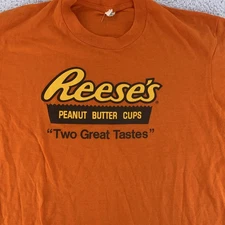 Reese's
PEANUT BUTTER CUPS
"Two Great Tastes"